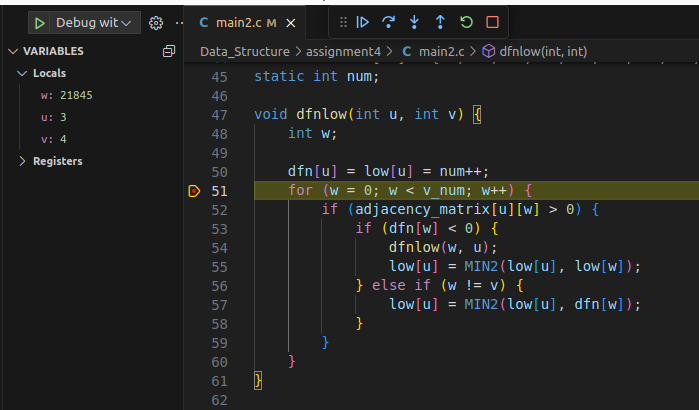 Debug wit
main2.c M
VARIABLES
Locals
w: 21845
u: 3
v: 4
Registers
Data_Structure > assignment4 > C main2.c > dfnlow(int, int)
45 static int num;
46
47 void dfnlow(int u, int v) {
48 int w;
49
50 dfn[u] = low[u] = num++;
51 for (w = 0; w < v_num; w++) {
52 if (adjacency_matrix[u][w] > 0) {
53 if (dfn[w] < 0) {
54 dfnlow(w, u);
55 low[u] = MIN2(low[u], low[w]);
56 } else if (w != v) {
57 low[u] = MIN2(low[u], dfn[w]);
58 }
59 }
60 }
61 }
62